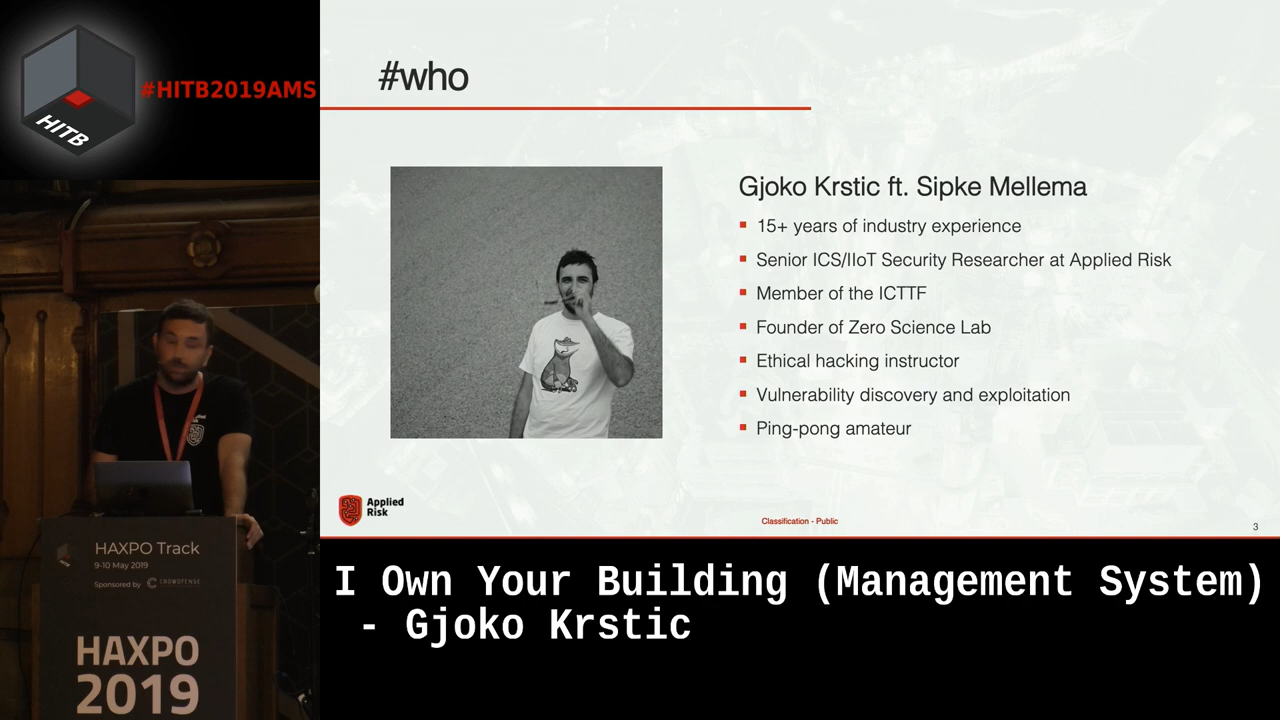 HITB
#HITB2019AMS
#who
Gjoko Krstic ft. Sipke Mellema
15+ years of industry experience
Senior ICS/IIoT Security Researcher at Applied Risk
Member of the ICTTF
Founder of Zero Science Lab
Ethical hacking instructor
Vulnerability discovery and exploitation
Ping-pong amateur
Applied
Risk
Classification - Public
3
HAXPO Track
9-10 May 2019
Sponsored by CROWDFENSE
HAXPO
2019
I Own Your Building (Management System)
- Gjoko Krstic